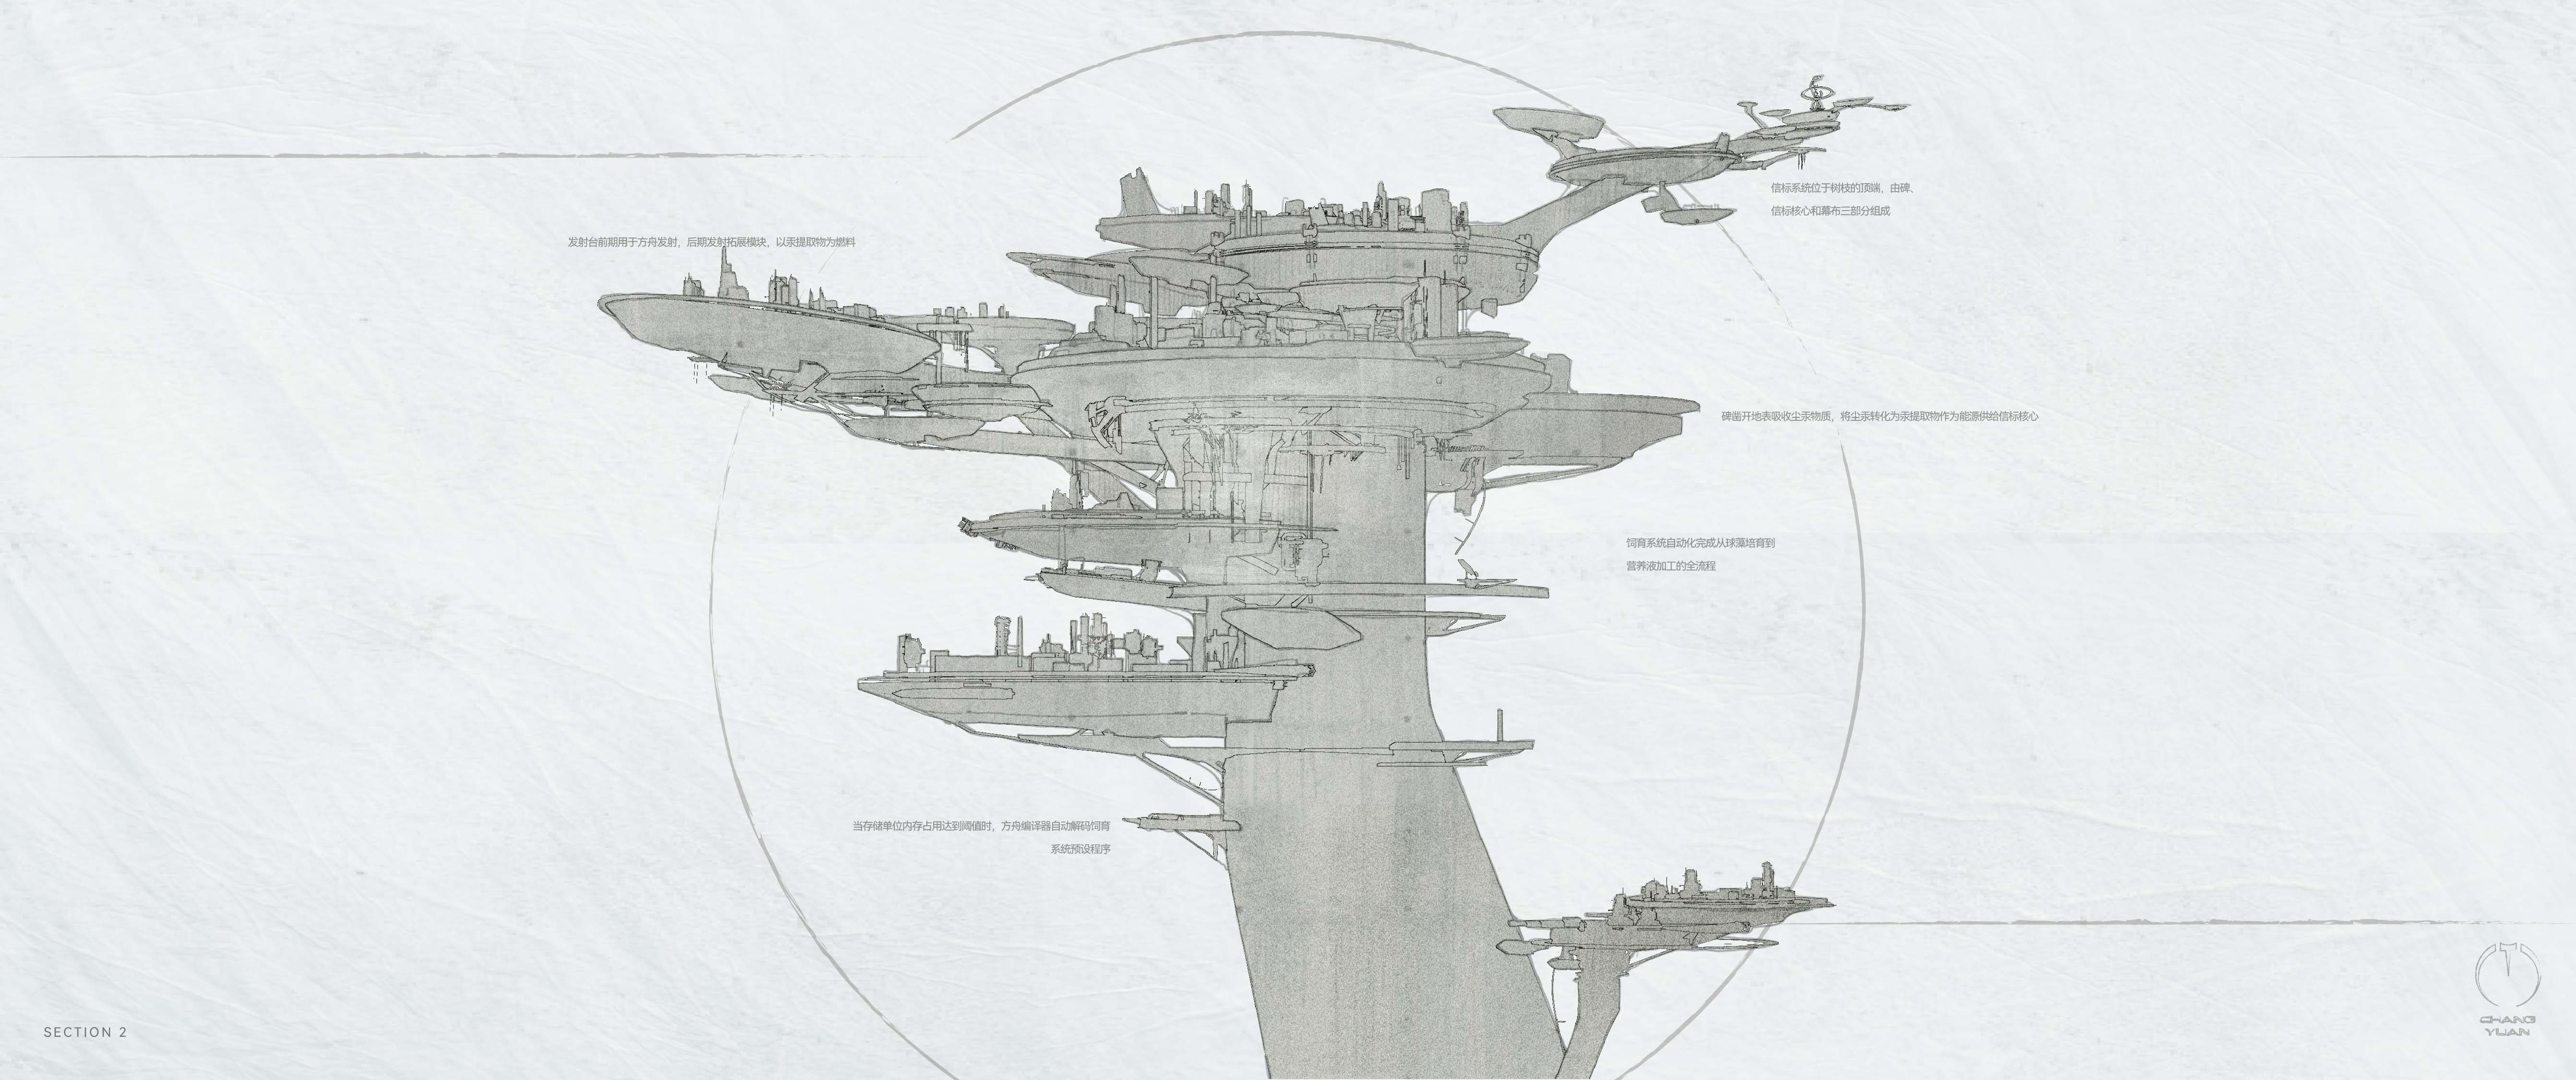 信标系统位于树枝的顶端，由碑、
信标核心和幕布三部分组成
发射台前期用于方舟发射，后期发射拓展模块，以汞提取物为燃料
碑凿开地表吸收尘汞物质，将尘汞转化为汞提取物作为能源供给信标核心
饲育系统自动化完成从球藻培育到
营养液加工的全流程
当存储单位内存占用达到阈值时，方舟编译器自动解码饲育
系统预设程序
SECTION 2
CHANG
YUAN